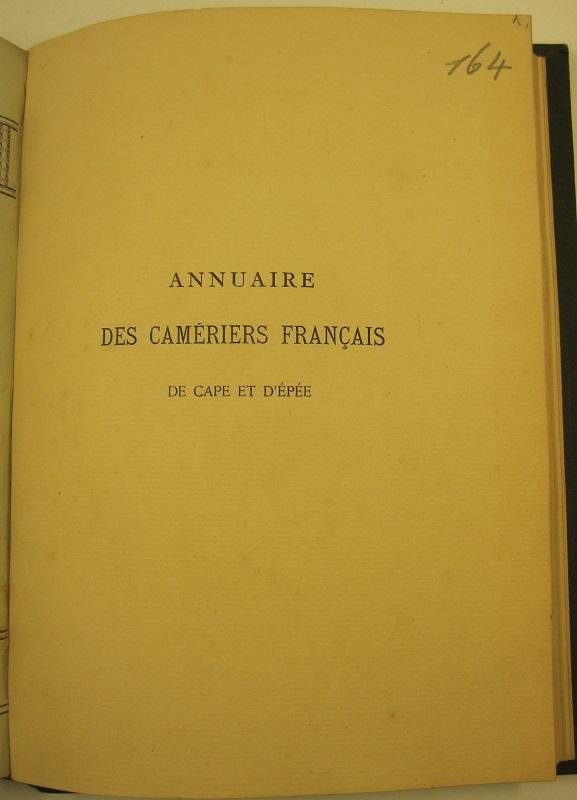 164
ANNUAIRE
DES CAMÉRIERS FRANÇAIS
DE CAPE ET D'ÉPÉE